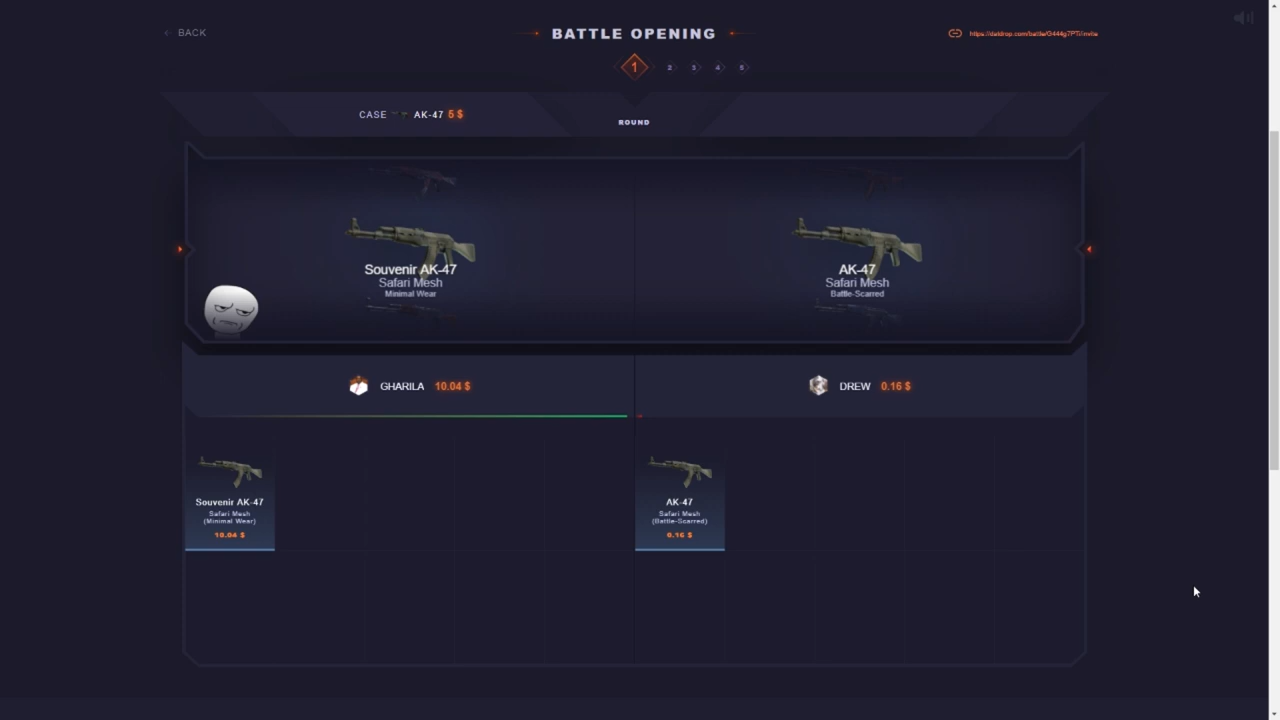 ← BACK
BATTLE OPENING
1 2 3 4 5
CASE AK-47 5 $
ROUND
Souvenir AK-47
Safari Mesh
Minimal Wear
AK-47
Safari Mesh
Battle-Scarred
GHARILA 10.04 $
DREW 0.16 $
Souvenir AK-47
Safari Mesh
(Minimal Wear)
10.04 $
AK-47
Safari Mesh
(Battle-Scarred)
0.16 $